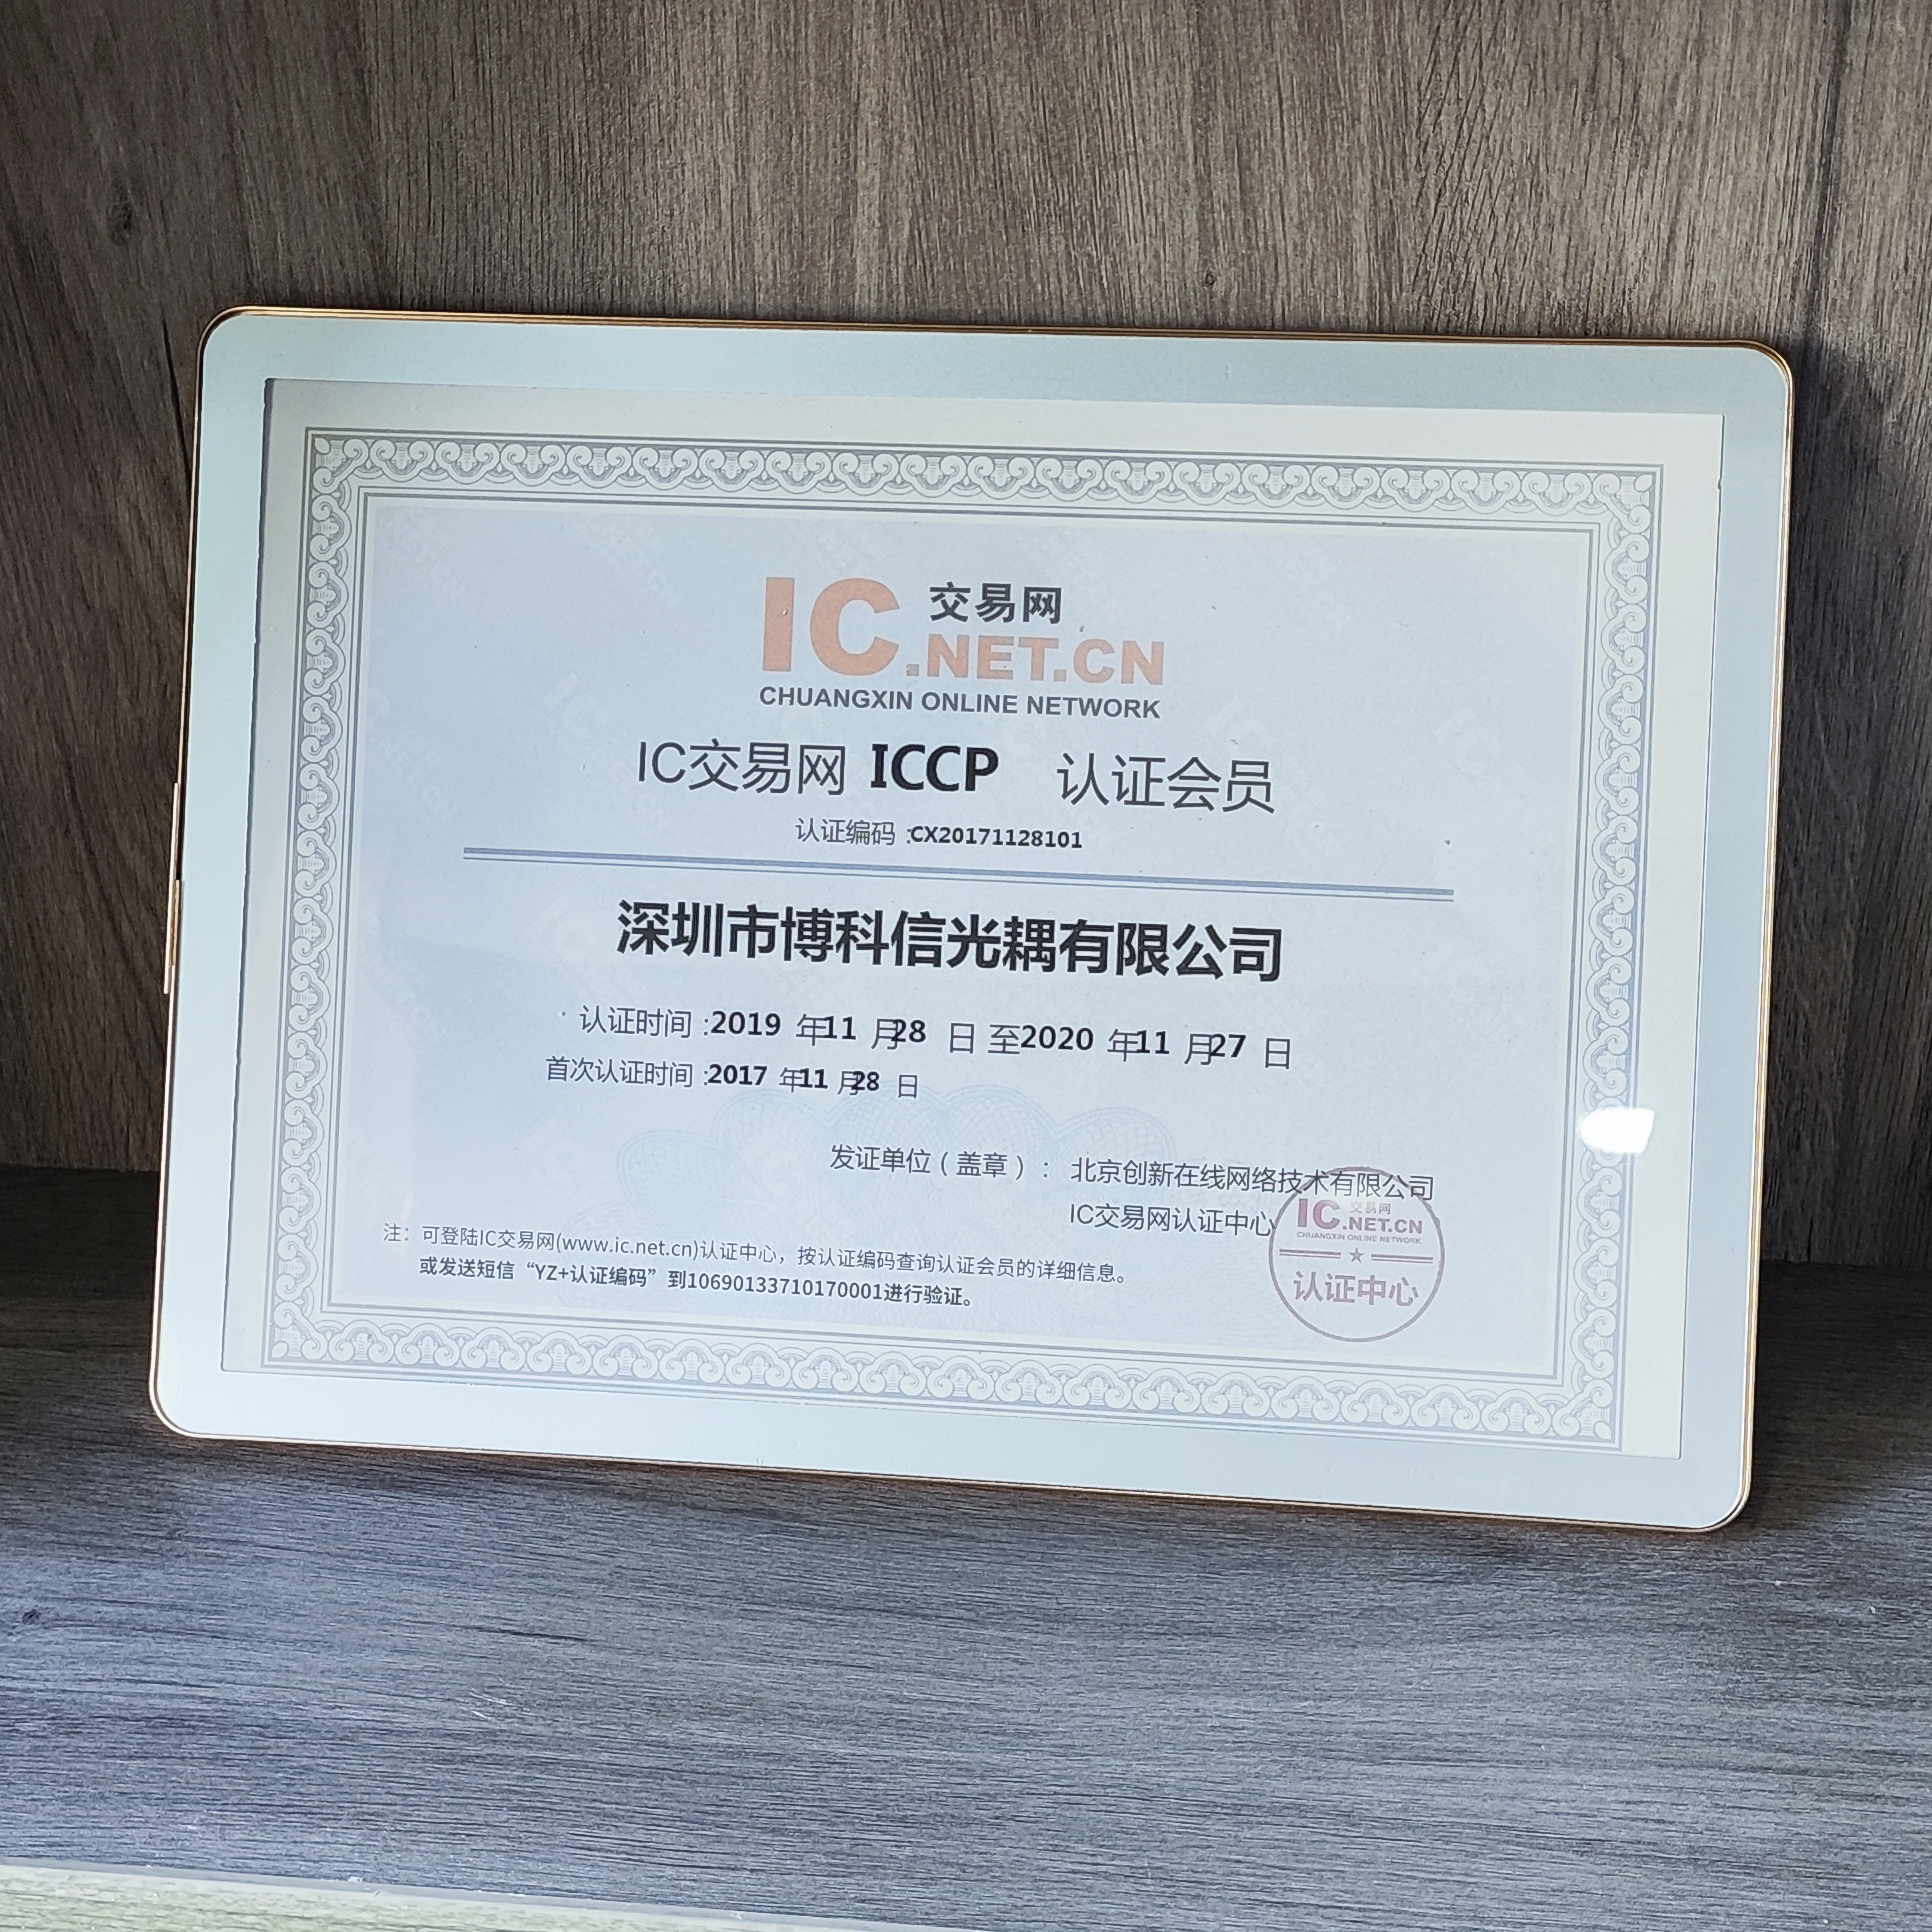 IC 交易网
.NET.CN
CHUANGXIN ONLINE NETWORK
IC交易网 ICCP 认证会员
认证编码:CX20171128101
深圳市博科信光耦有限公司
认证时间:2019 年11 月28 日 至2020 年11 月27 日
首次认证时间:2017 年11 月28 日
发证单位(盖章): 北京创新在线网络技术有限公司
IC交易网认证中心
IC 交易网
.NET.CN
CHUANGXIN ONLINE NETWORK
认证中心
注: 可登陆IC交易网(www.ic.net.cn)认证中心,按认证编码查询认证会员的详细信息。
或发送短信“YZ+认证编码”到10690133710170001进行验证。